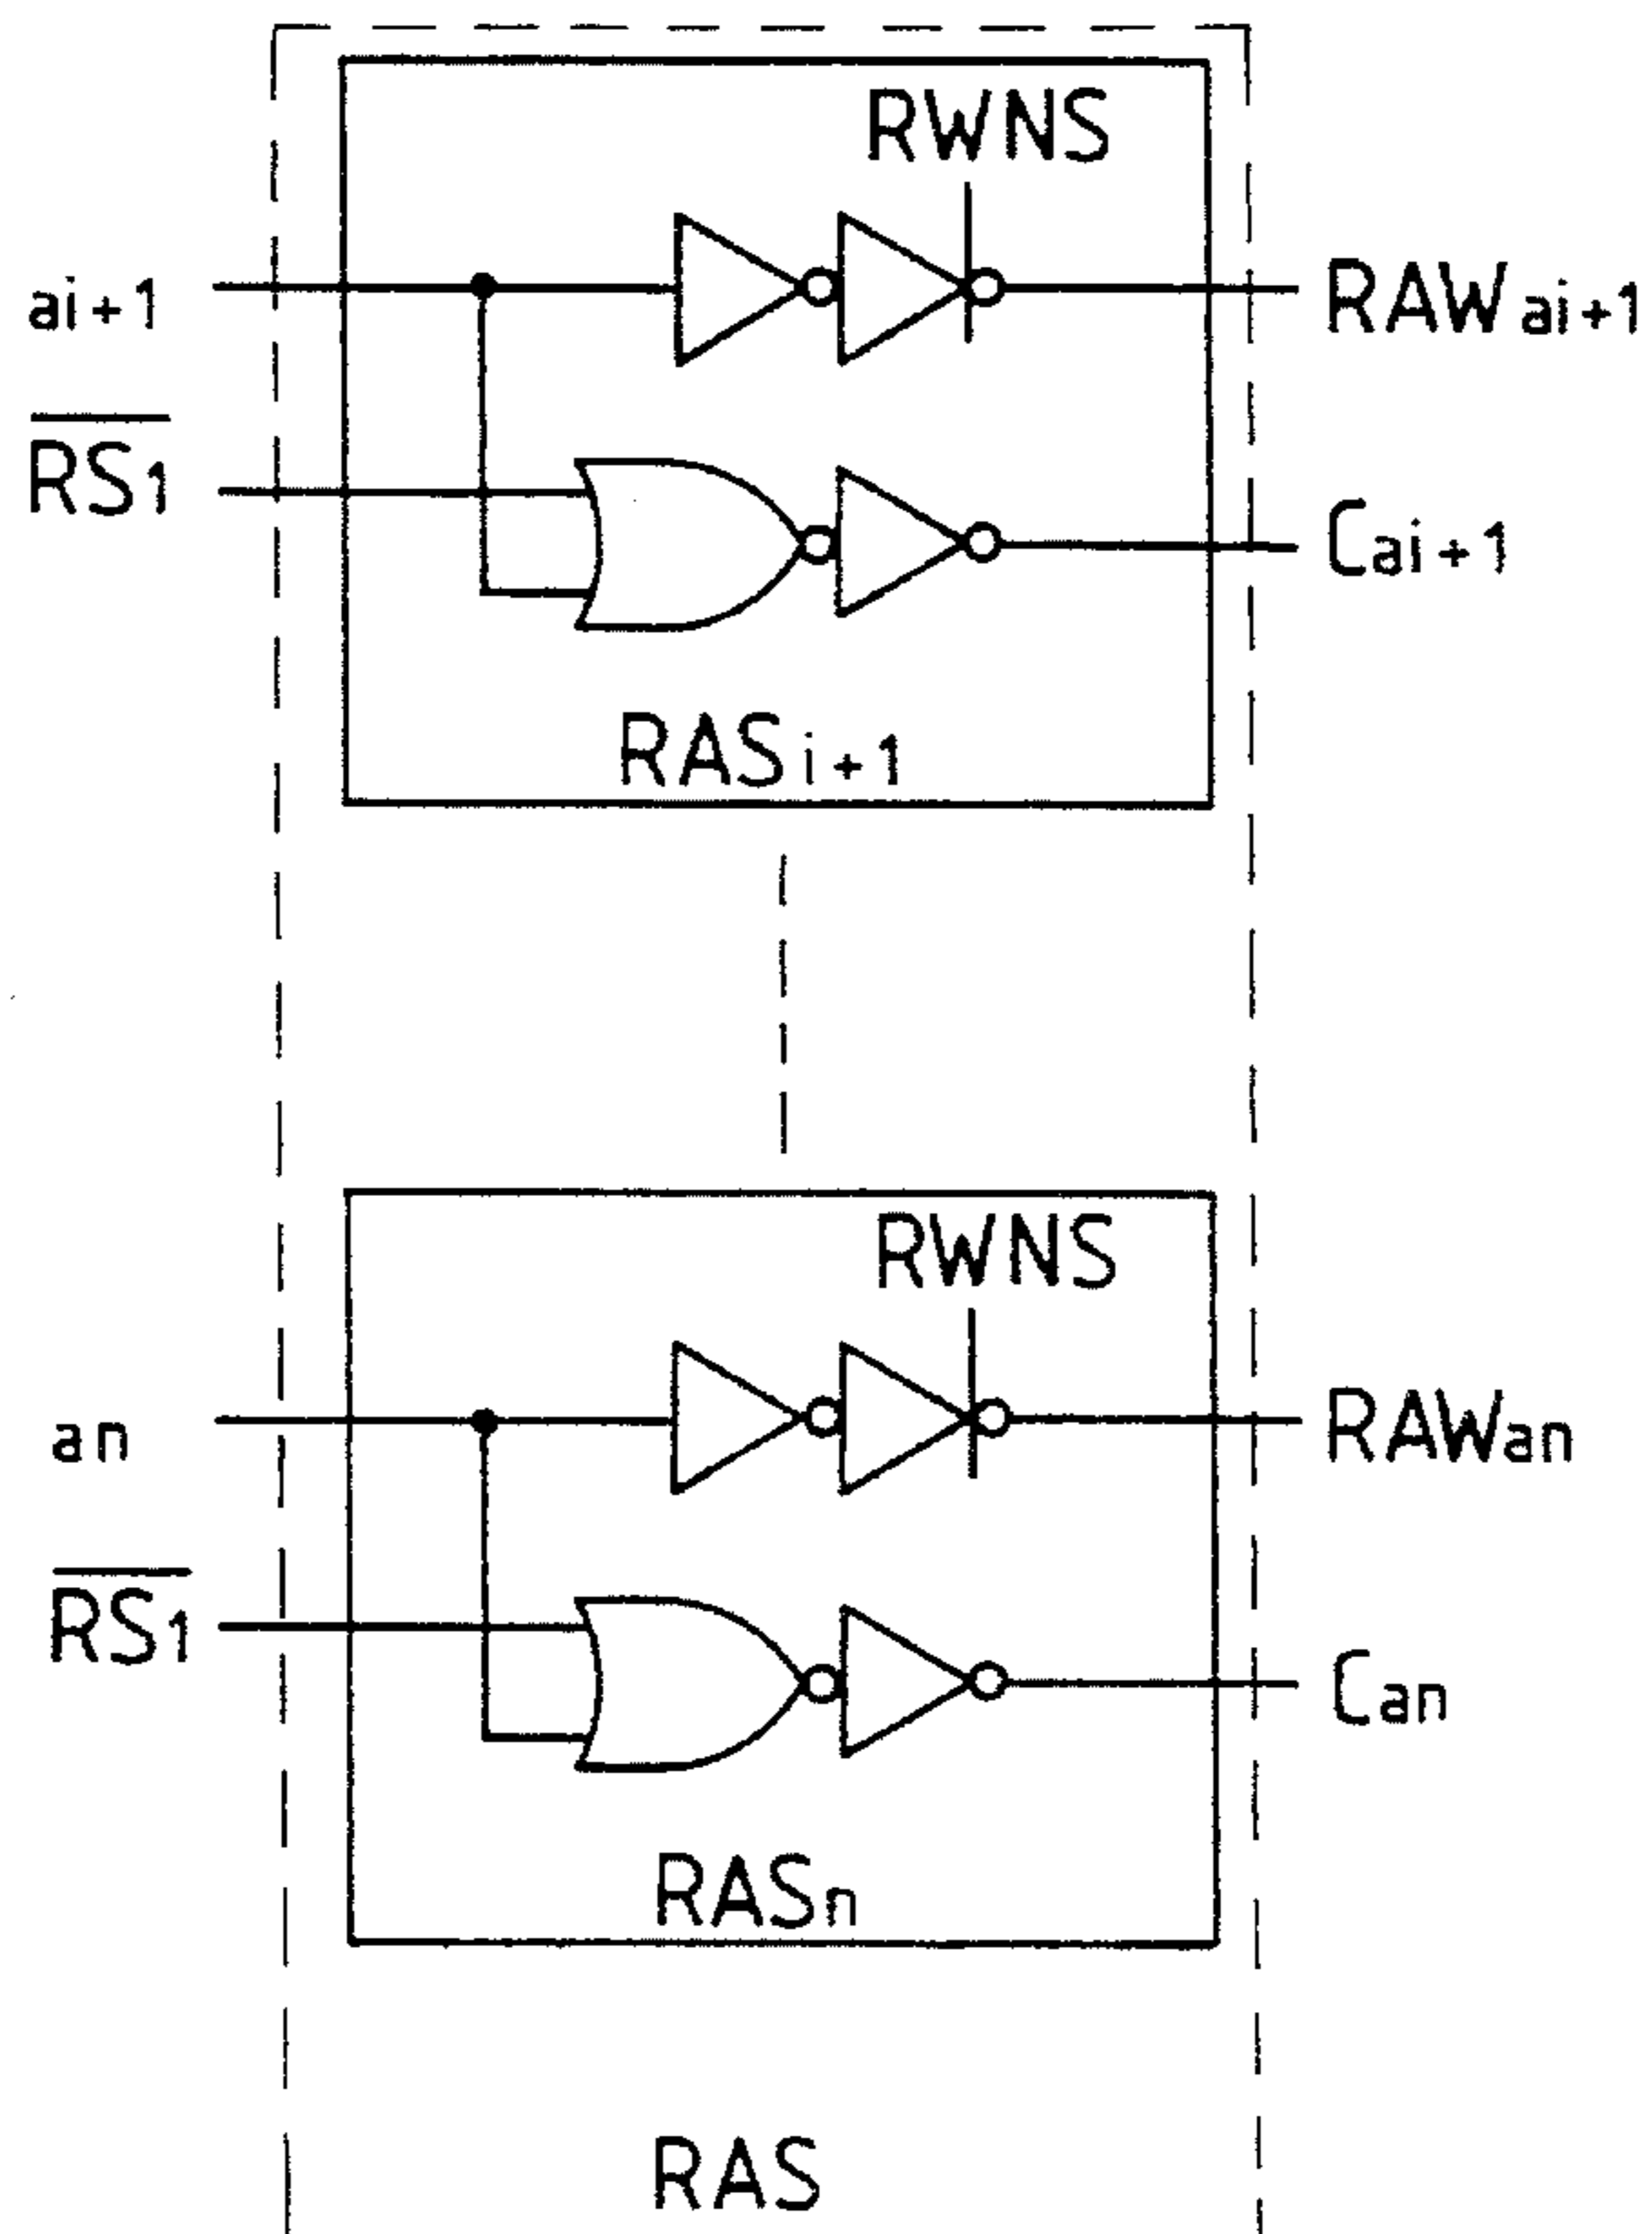 RWNS
ai+1
RAWai+1
RS1
Cai+1
RASi+1
RWNS
an
RAWan
RS1
Can
RASn
RAS